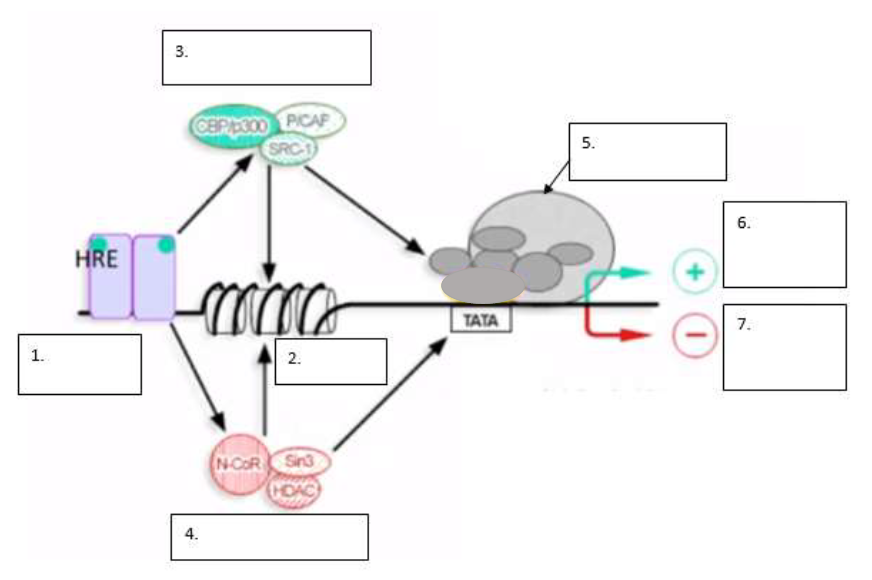 3.
CBP/p300
P/CAF
SRC-1
5.
6.
HRE
+
TATA
7.
−
1.
2.
N-CoR
Sin3
HDAC
4.